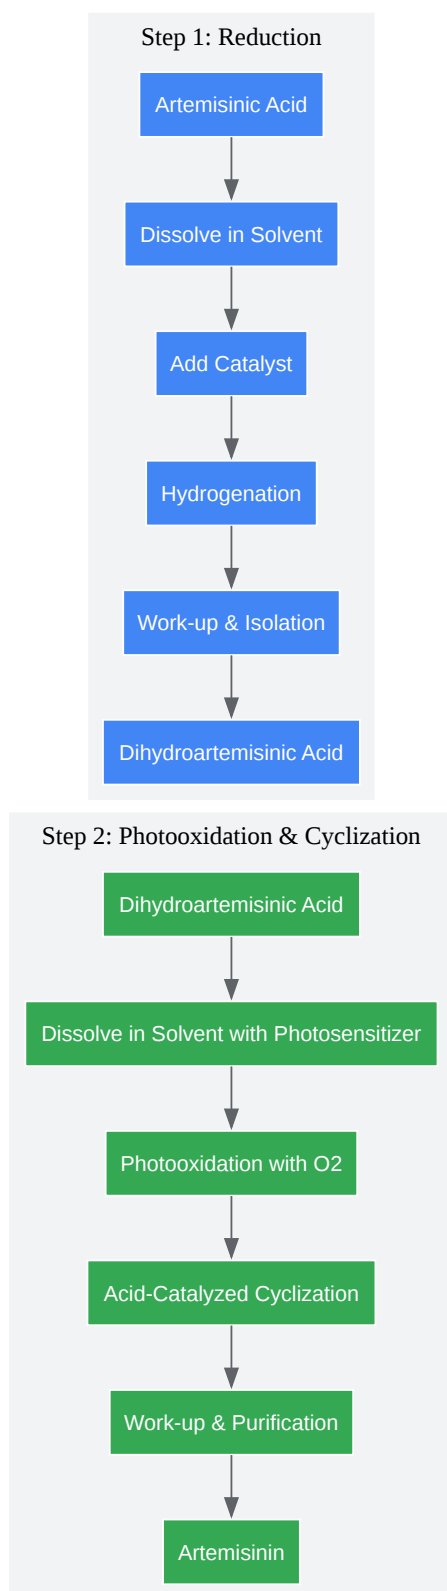 Step 1: Reduction
Artemisinic Acid
Dissolve in Solvent
Add Catalyst
Hydrogenation
Work-up & Isolation
Dihydroartemisinic Acid
Step 2: Photooxidation & Cyclization
Dihydroartemisinic Acid
Dissolve in Solvent with Photosensitizer
Photooxidation with O2
Acid-Catalyzed Cyclization
Work-up & Purification
Artemisinin